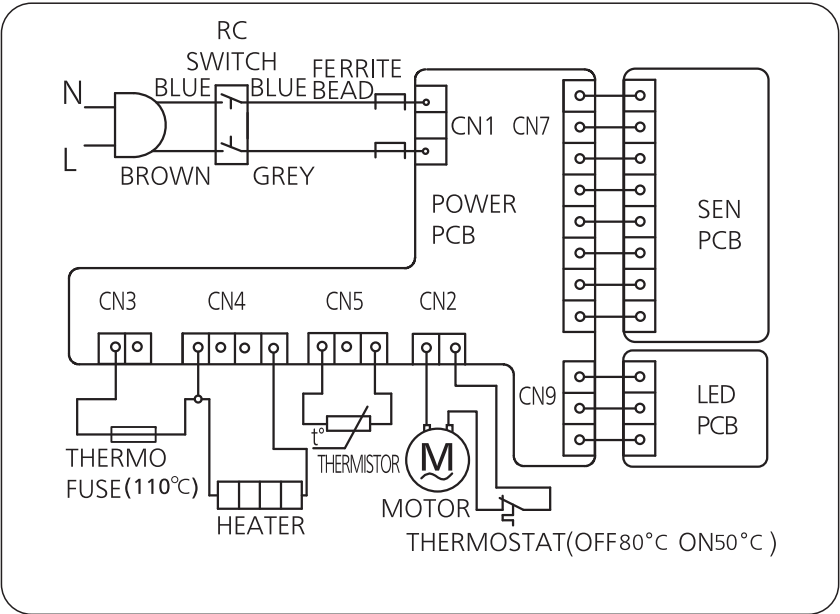 RC
SWITCH
N
BLUE
BLUE
FERRITE
BEAD
CN1
CN7
L
BROWN
GREY
POWER
PCB
SEN
PCB
CN3
CN4
CN5
CN2
CN9
LED
PCB
t°
THERMISTOR
M
THERMO
FUSE(110°C)
HEATER
MOTOR
THERMOSTAT(OFF80°C ON50°C)